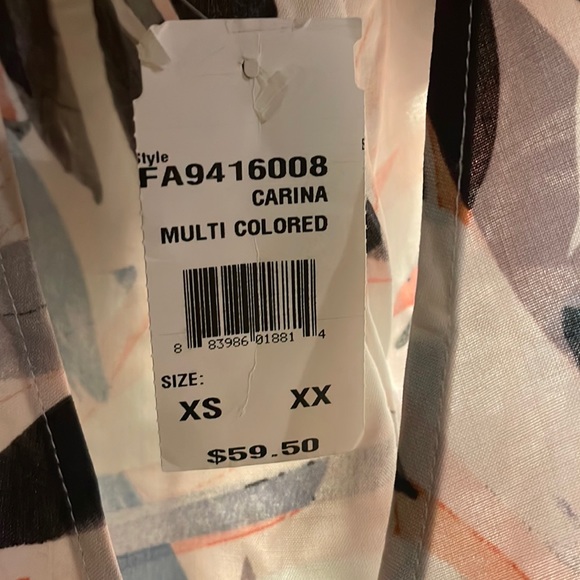 Style
FA9416008
CARINA
MULTI COLORED
8 83986 01881 4
SIZE:
XS XX
$59.50